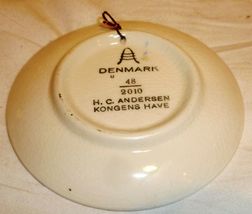 DENMARK
48
2010
H. C. ANDERSEN
KONGENS HAVE